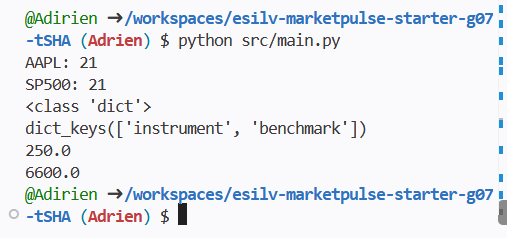 @Adirien ➜/workspaces/esilv-marketpulse-starter-g07
-tSHA (Adrien) $ python src/main.py
AAPL: 21
SP500: 21
<class 'dict'>
dict_keys(['instrument', 'benchmark'])
250.0
6600.0
@Adirien ➜/workspaces/esilv-marketpulse-starter-g07
-tSHA (Adrien) $